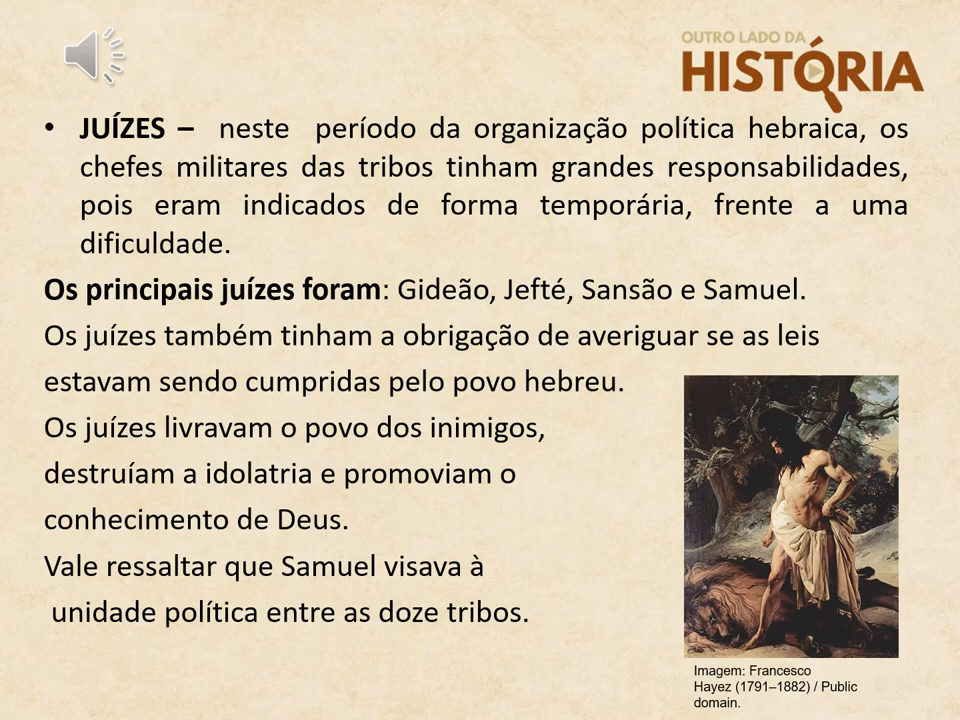 OUTRO LADO DA
HISTÓRIA
• JUÍZES – neste período da organização política hebraica, os
chefes militares das tribos tinham grandes responsabilidades,
pois eram indicados de forma temporária, frente a uma
dificuldade.
Os principais juízes foram: Gideão, Jefté, Sansão e Samuel.
Os juízes também tinham a obrigação de averiguar se as leis
estavam sendo cumpridas pelo povo hebreu.
Os juízes livravam o povo dos inimigos,
destruíam a idolatria e promoviam o
conhecimento de Deus.
Vale ressaltar que Samuel visava à
unidade política entre as doze tribos.
Imagem: Francesco
Hayez (1791–1882) / Public
domain.